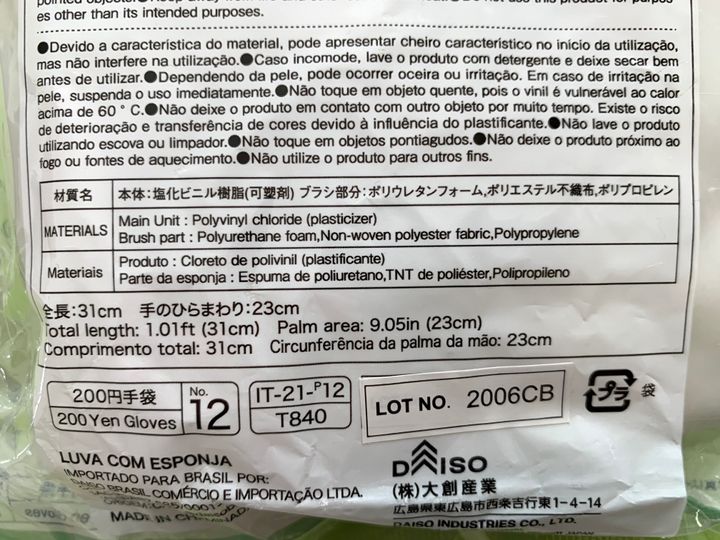 es other than its intended purposes.
●Devido a característica do material, pode apresentar cheiro característico no início da utilização,
mas não interfere na utilização.●Caso incomode, lave o produto com detergente e deixe secar bem
antes de utilizar.●Dependendo da pele, pode ocorrer oceira ou irritação. Em caso de irritação na
pele, suspenda o uso imediatamente.●Não toque em objeto quente, pois o vinil é vulnerável ao calor
acima de 60 ° C.●Não deixe o produto em contato com outro objeto por muito tempo. Existe o risco
de deterioração e transferência de cores devido à influência do plastificante.●Não lave o produto
utilizando escova ou limpador.●Não toque em objetos pontiagudos.●Não deixe o produto próximo ao
fogo ou fontes de aquecimento.●Não utilize o produto para outros fins.
材質名 本体:塩化ビニル樹脂(可塑剤) ブラシ部分:ポリウレタンフォーム,ポリエステル不織布,ポリプロピレン
MATERIALS Main Unit : Polyvinyl chloride (plasticizer)
Brush part : Polyurethane foam,Non-woven polyester fabric,Polypropylene
Materiais Produto : Cloreto de polivinil (plastificante)
Parte da esponja : Espuma de poliuretano,TNT de poliéster,Polipropileno
全長:31cm 手のひらまわり:23cm
Total length: 1.01ft (31cm) Palm area: 9.05in (23cm)
Comprimento total: 31cm Circunferência da palma da mão: 23cm
200円手袋 No. IT-21-P12
200 Yen Gloves 12 T840
LOT NO. 2006CB
プラ 袋
LUVA COM ESPONJA
IMPORTADO PARA BRASIL POR:
DAISO BRASIL COMÉRCIO E IMPORTAÇÃO LTDA.
MADE IN
DAISO
(株)大創産業
広島県東広島市西条吉行東1-4-14
DAISO INDUSTRIES CO., LTD.